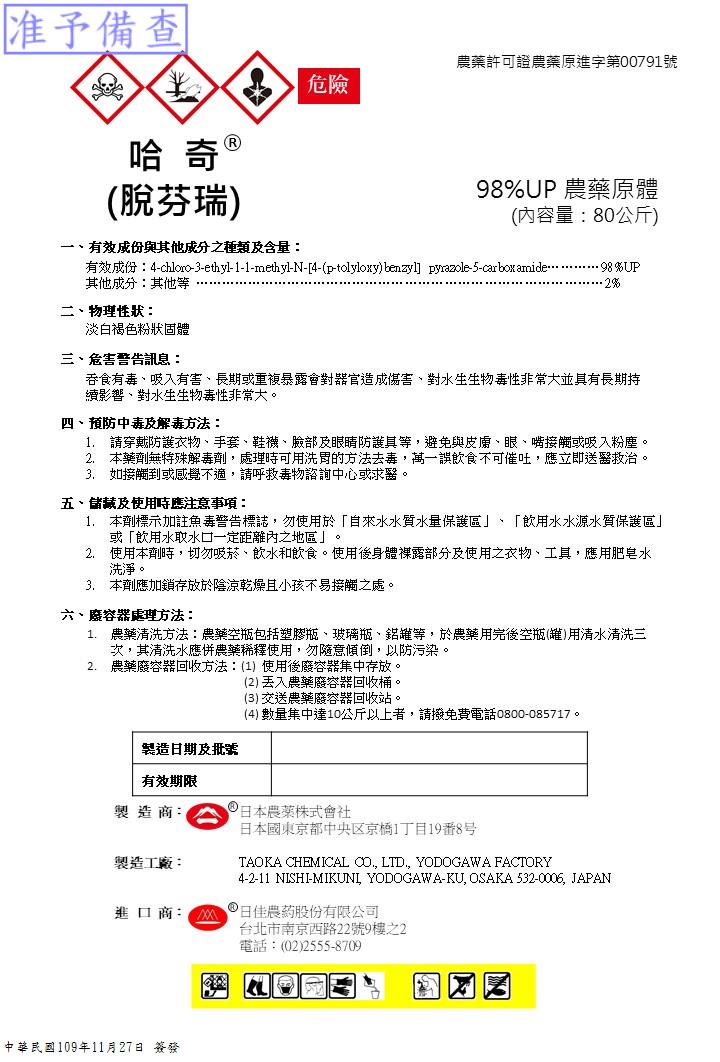 准予備查
農藥許可證農藥原進字第00791號
危險
哈 奇®
(脫芬瑞)
98%UP 農藥原體
(內容量：80公斤)
一、有效成份與其他成分之種類及含量：
有效成份：4-chloro-3-ethyl-1-1-methyl-N-[4-(p-tolyloxy)benzyl] pyrazole-5-carboxamide…………98%UP
其他成分：其他等 ……………………………………………………………………………………2%
二、物理性狀：
淡白褐色粉狀固體
三、危害警告訊息：
吞食有毒、吸入有害、長期或重複暴露會對器官造成傷害、對水生生物毒性非常大並具有長期持
續影響、對水生生物毒性非常大。
四、預防中毒及解毒方法：
1. 請穿戴防護衣物、手套、鞋襪、臉部及眼睛防護具等，避免與皮膚、眼、嘴接觸或吸入粉塵。
2. 本藥劑無特殊解毒劑，處理時可用洗胃的方法去毒，萬一誤飲食不可催吐，應立即送醫救治。
3. 如接觸到或感覺不適，請呼救毒物諮詢中心或求醫。
五、儲藏及使用時應注意事項：
1. 本劑標示加註魚毒警告標誌，勿使用於「自來水水質水量保護區」、「飲用水水源水質保護區」
或「飲用水取水口一定距離內之地區」。
2. 使用本劑時，切勿吸菸、飲水和飲食。使用後身體裸露部分及使用之衣物、工具，應用肥皂水
洗淨。
3. 本劑應加鎖存放於陰涼乾燥且小孩不易接觸之處。
六、廢容器處理方法：
1. 農藥清洗方法：農藥空瓶包括塑膠瓶、玻璃瓶、鋁罐等，於農藥用完後空瓶(罐)用清水清洗三
次，其清洗水應併農藥稀釋使用，勿隨意傾倒，以防污染。
2. 農藥廢容器回收方法：(1) 使用後廢容器集中存放。
(2) 丟入農藥廢容器回收桶。
(3) 交送農藥廢容器回收站。
(4) 數量集中達10公斤以上者，請撥免費電話0800-085717。
製造日期及批號
有效期限
製 造 商：®日本農薬株式會社
日本國東京都中央区京橋1丁目19番8号
製造工廠： TAOKA CHEMICAL CO., LTD., YODOGAWA FACTORY
4-2-11 NISHI-MIKUNI, YODOGAWA-KU, OSAKA 532-0006, JAPAN
進 口 商：®日佳農药股份有限公司
台北市南京西路22號9樓之2
電話：(02)2555-8709
中華民國109年11月27日 簽發